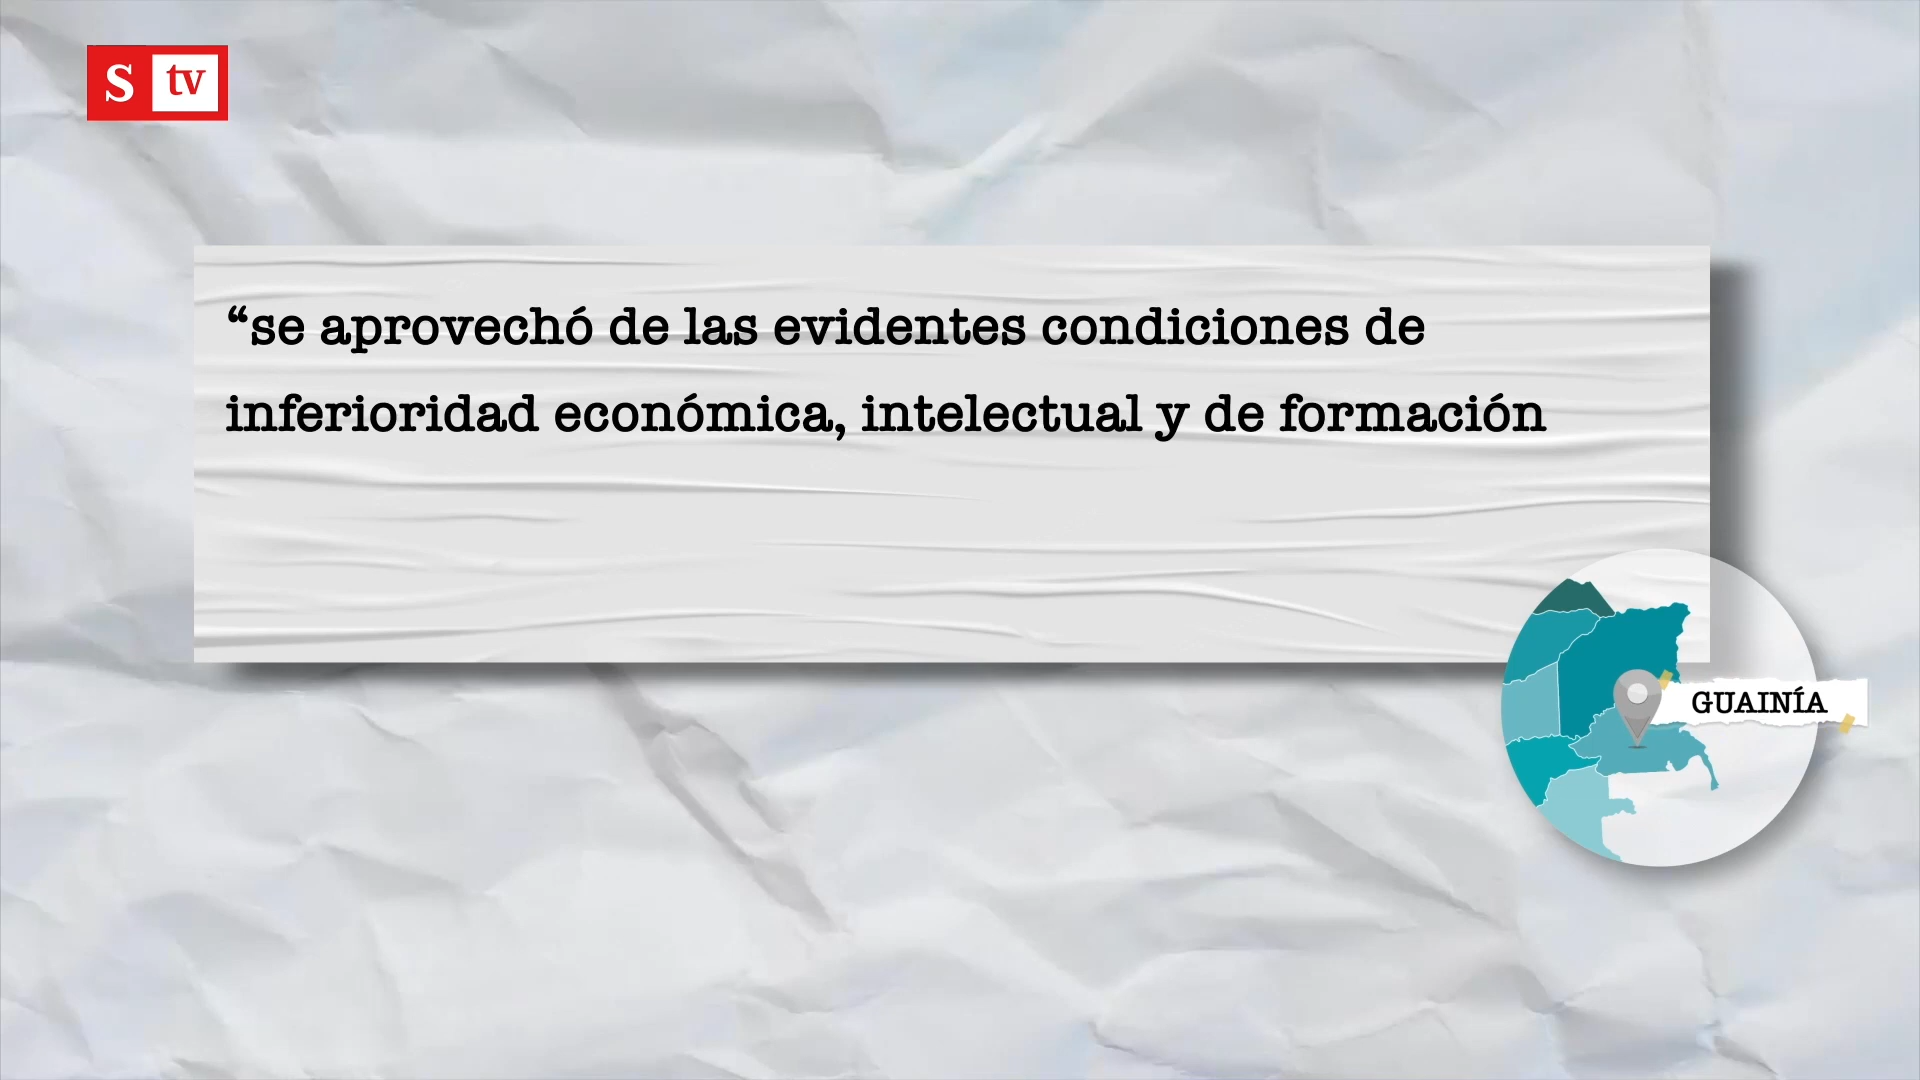 S tv
“se aprovechó de las evidentes condiciones de
inferioridad económica, intelectual y de formación
GUAINÍA